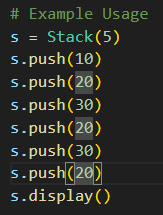 # Example Usage
s = Stack(5)
s.push(10)
s.push(20)
s.push(30)
s.push(20)
s.push(30)
s.push(20)
s.display()